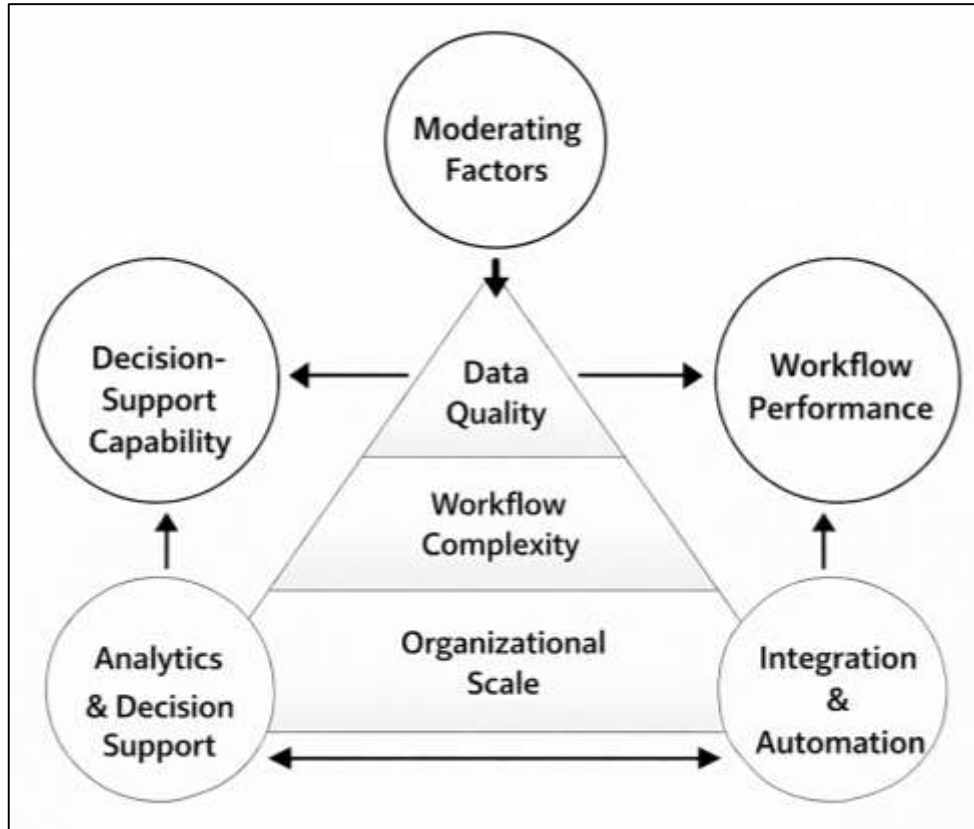 Moderating
Factors
Decision-
Support
Capability
Data
Quality
Workflow
Performance
Workflow
Complexity
Analytics
& Decision
Support
Organizational
Scale
Integration
&
Automation